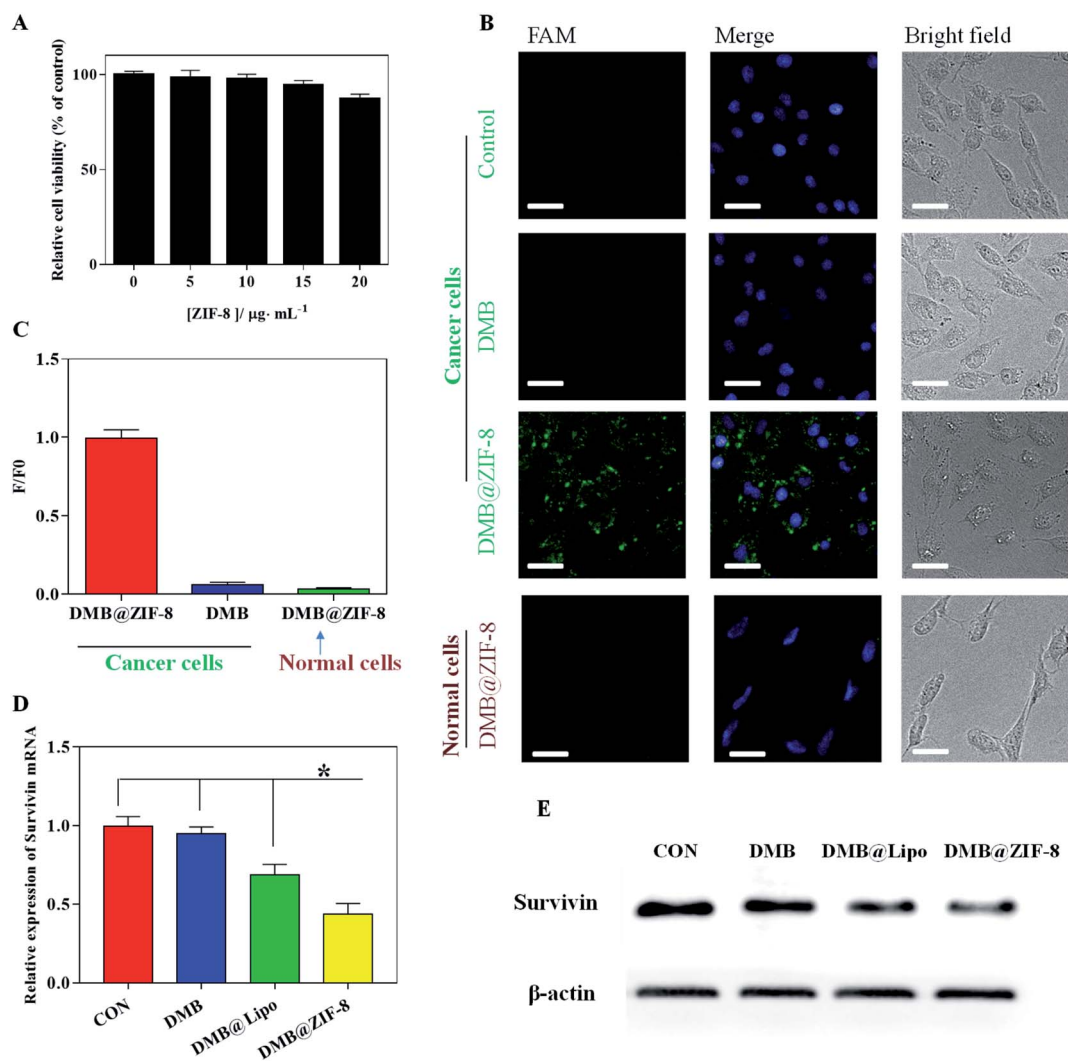 A
Relative cell viability (% of control)
100
50
0
0 5 10 15 20
[ZIF-8 ]/ μg· mL⁻¹
B
FAM Merge Bright field
Cancer cells
Control
DMB
DMB@ZIF-8
Normal cells
DMB@ZIF-8
C
F/F0
1.5
1.0
0.5
0.0
DMB@ZIF-8 DMB DMB@ZIF-8
Cancer cells Normal cells
D
Relative expression of Survivin mRNA
1.5
1.0
0.5
0.0
*
CON DMB DMB@Lipo DMB@ZIF-8
E
CON DMB DMB@Lipo DMB@ZIF-8
Survivin
β-actin